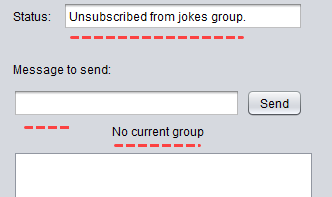 Status: Unsubscribed from jokes group.
Message to send:
Send
No current group